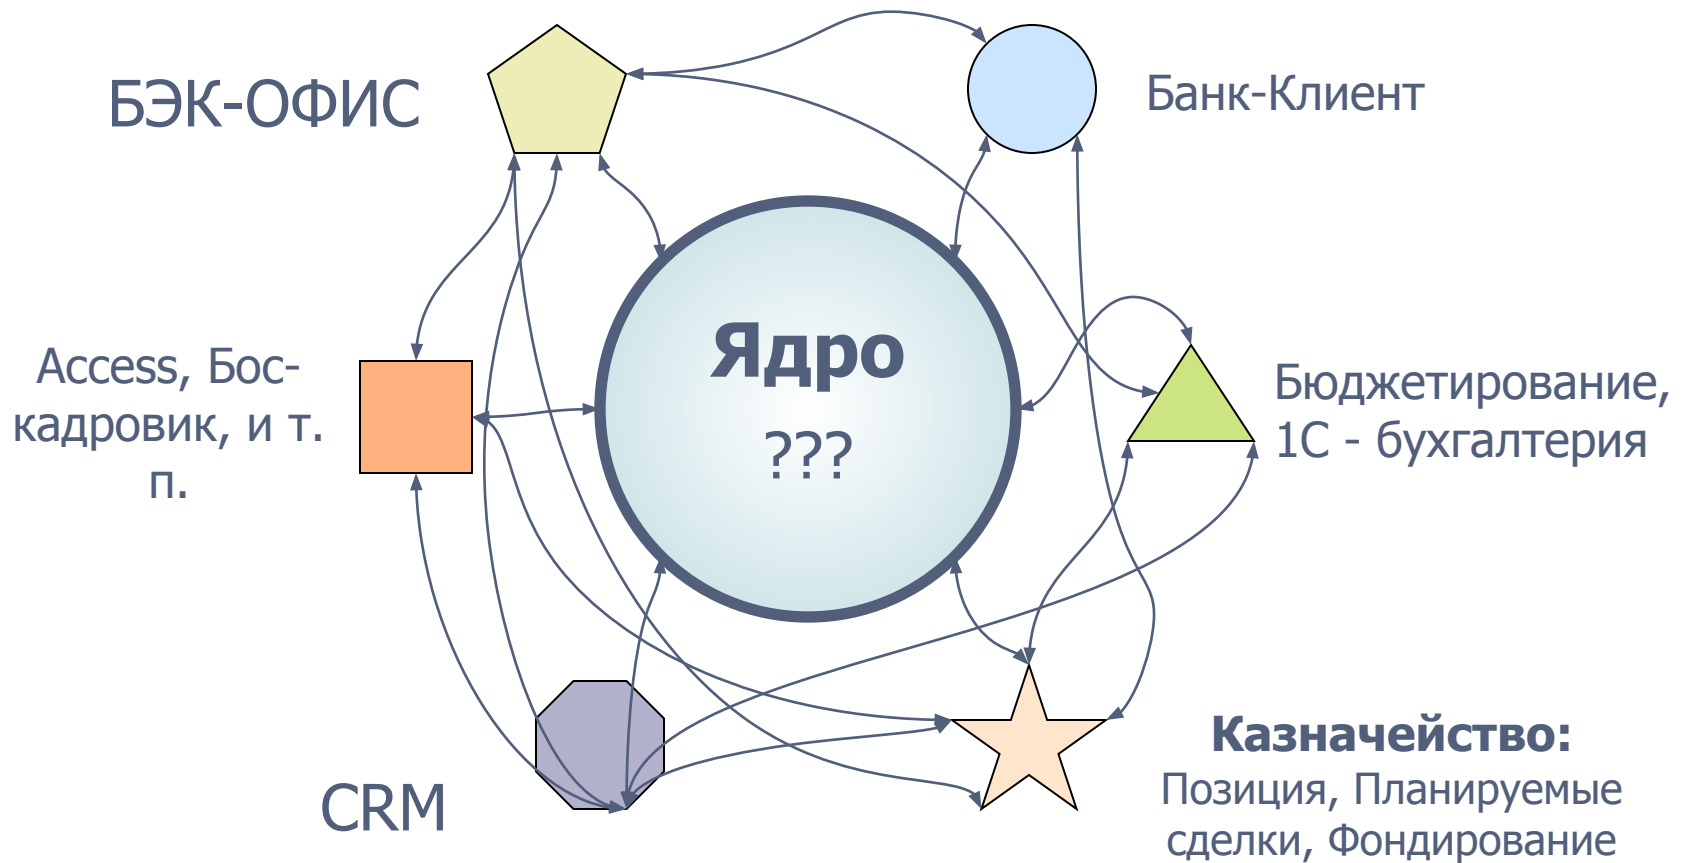 БЭК-ОФИС
Банк-Клиент
Ядро
???
Access, Бос-
кадровик, и т.
п.
Бюджетирование,
1С - бухгалтерия
CRM
Казначейство:
Позиция, Планируемые
сделки, Фондирование